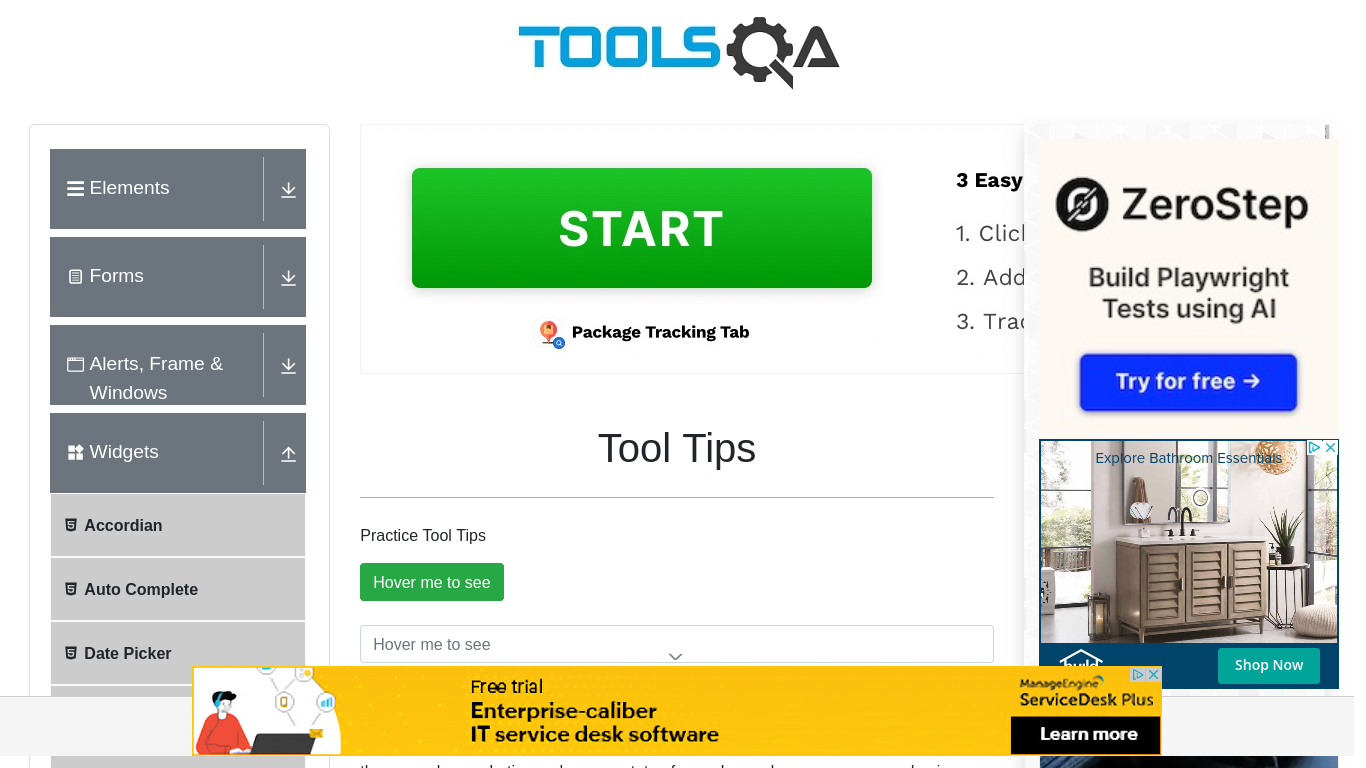 TOOLSQA
Elements
Forms
Alerts, Frame &
Windows
Widgets
Accordian
Auto Complete
Date Picker
START
Package Tracking Tab
3 Easy
1. Click
2. Add
3.
ZeroStep
Build Playwright
Tests using AI
Try for free →
Explore Bathroom Essentials
build
Shop Now
Tool Tips
Practice Tool Tips
Hover me to see
Hover me to see
Free trial
Enterprise-caliber
IT service desk software
ManageEngine
ServiceDesk Plus
Learn more